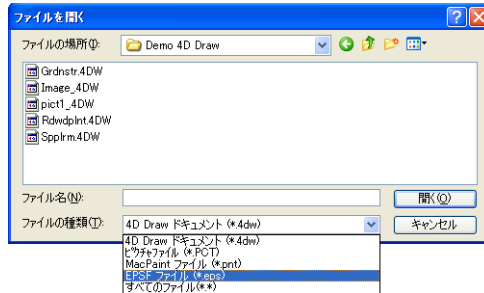 ファイルを開く
ファイルの場所(I):
Demo 4D Draw
Grdnstr.4DW
Image_4DW
pict1_4DW
RdwdpInt.4DW
Spplrm.4DW
ファイル名(N):
開く(O)
ファイルの種類(T):
4D Draw ドキュメント (*.4dw)
キャンセル
4D Draw ドキュメント (*.4dw)
ピクチャファイル (*.PCT)
MacPaint ファイル (*.pnt)
EPSF ファイル (*.eps)
すべてのファイル(*.*)